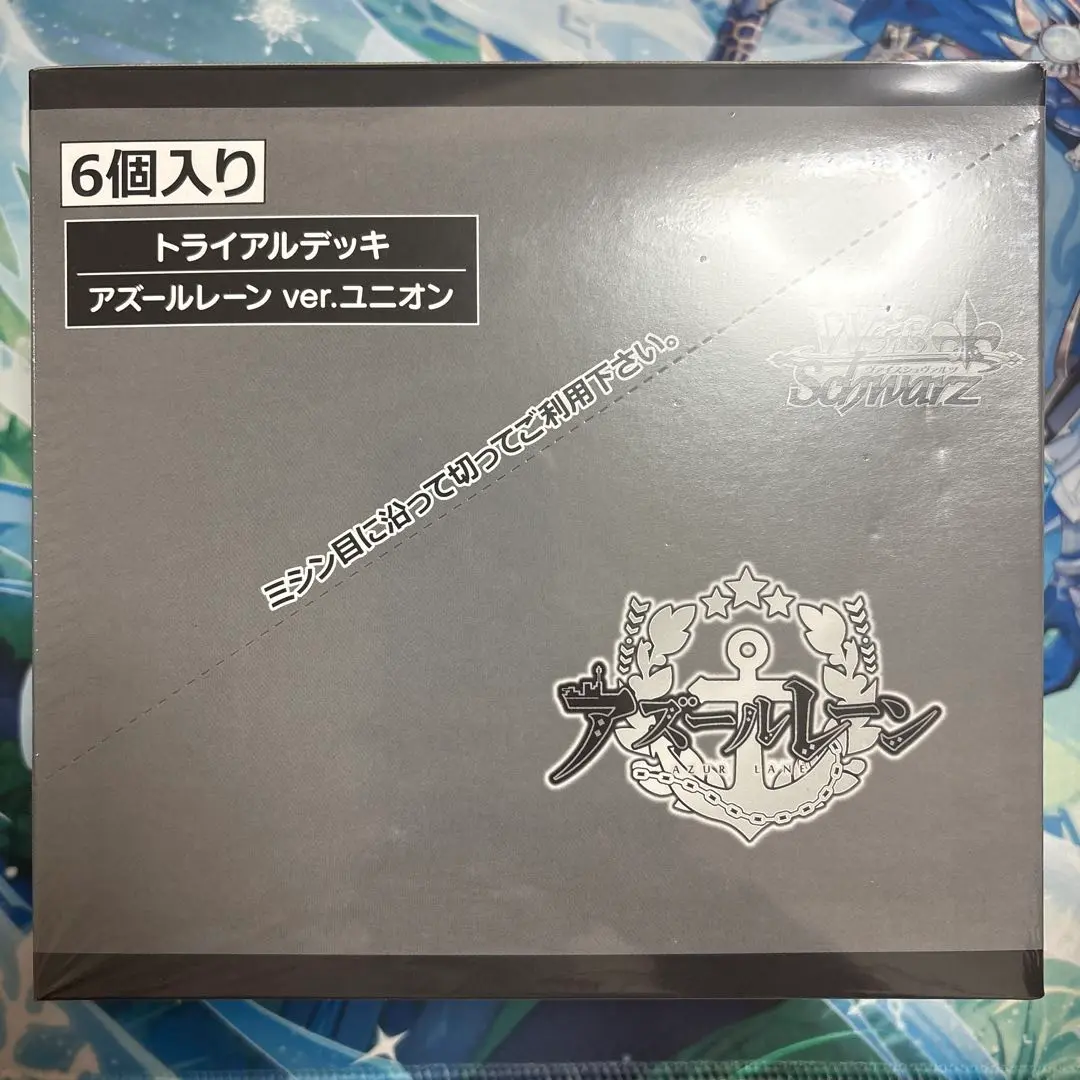 6個入り
トライアルデッキ
アズールレーン ver.ユニオン
ミシン目に沿って切ってご利用下さい。
Weiß
ヴァイスシュヴァルツ
Schwarz
アズールレーン
AZUR LANE